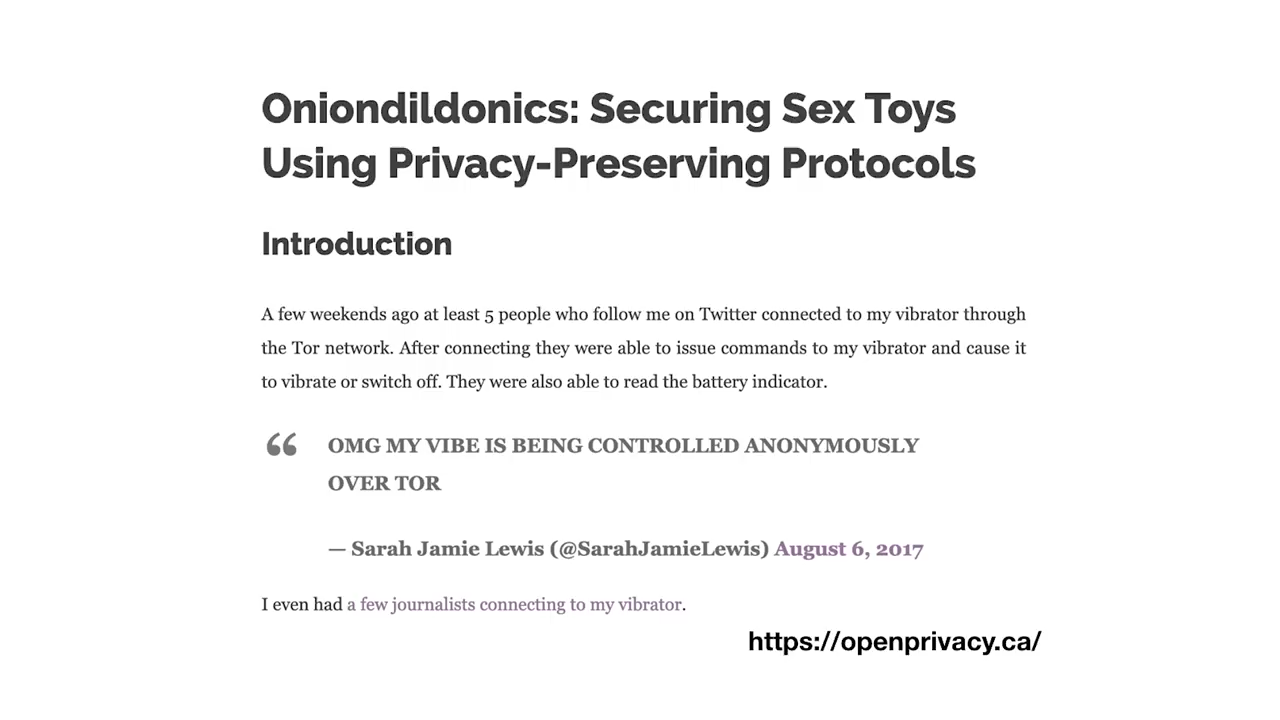 Oniondildonics: Securing Sex Toys
Using Privacy-Preserving Protocols
Introduction
A few weekends ago at least 5 people who follow me on Twitter connected to my vibrator through
the Tor network. After connecting they were able to issue commands to my vibrator and cause it
to vibrate or switch off. They were also able to read the battery indicator.
“ OMG MY VIBE IS BEING CONTROLLED ANONYMOUSLY
OVER TOR
— Sarah Jamie Lewis (@SarahJamieLewis) August 6, 2017
I even had a few journalists connecting to my vibrator.
https://openprivacy.ca/